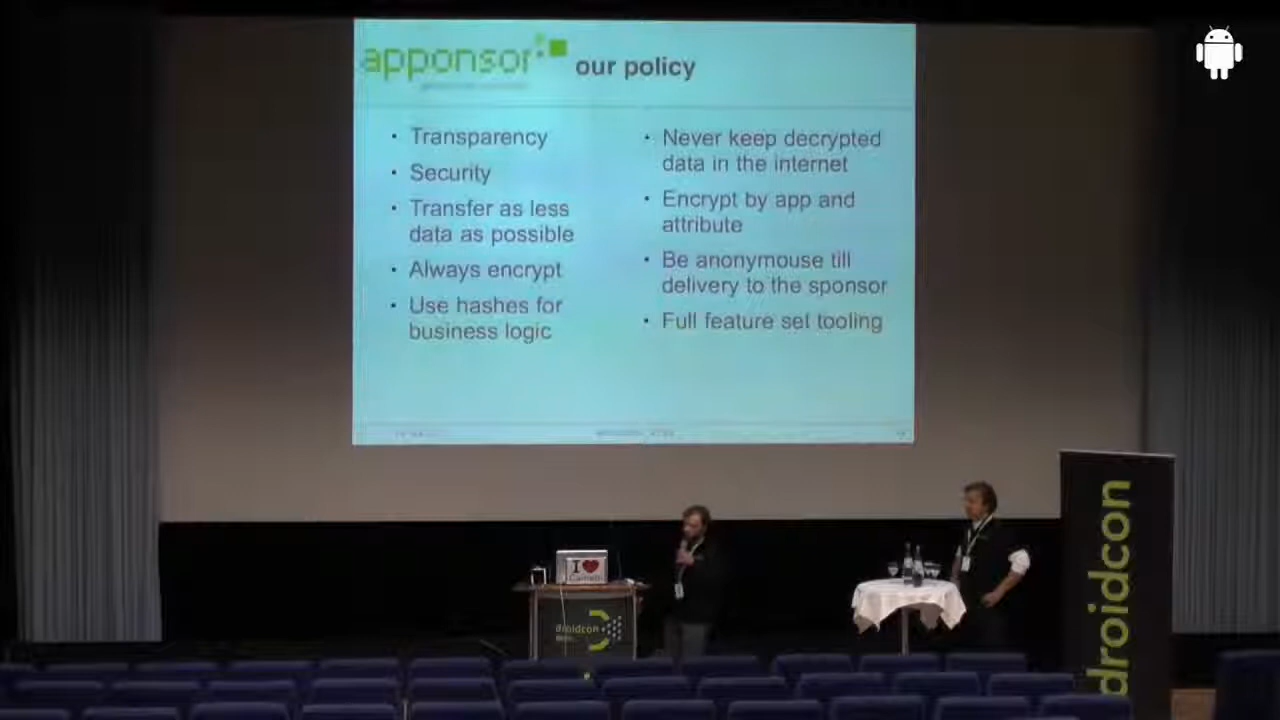 apponsor
our policy
• Transparency
• Security
• Transfer as less
data as possible
• Always encrypt
• Use hashes for
business logic
• Never keep decrypted
data in the internet
• Encrypt by app and
attribute
• Be anonymouse till
delivery to the sponsor
• Full feature set tooling
I
droidcon
droidcon